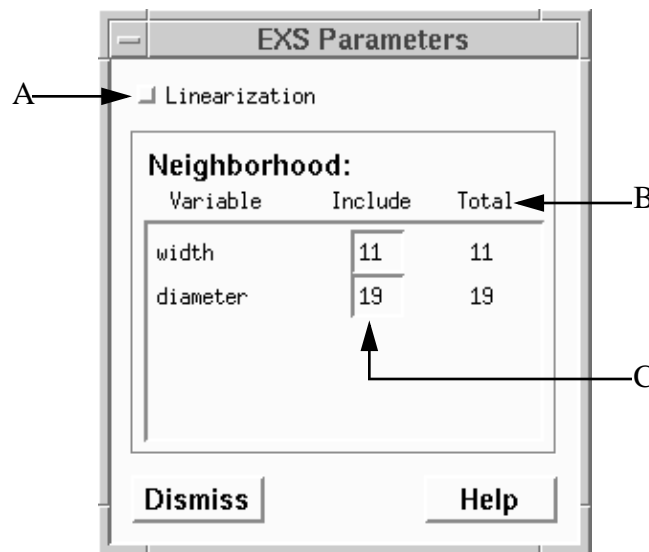 EXS Parameters
A
Linearization
Neighborhood:
Variable Include Total
B
width 11 11
diameter 19 19
C
Dismiss Help